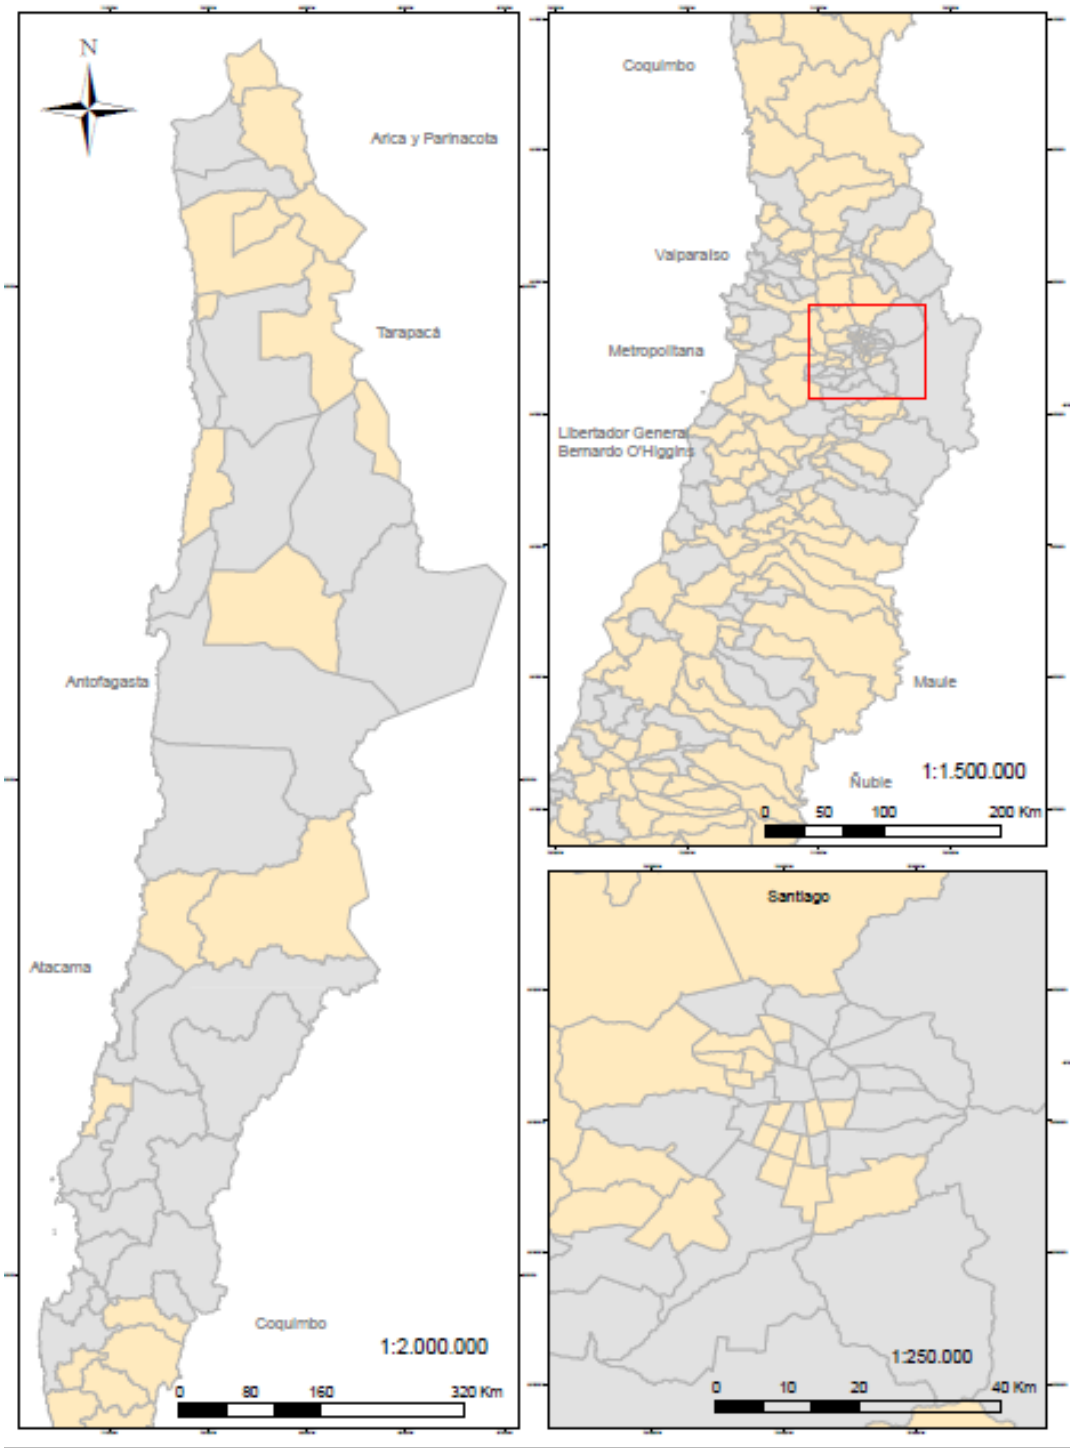 N
Arica y Parinacota
Tarapacá
Antofagasta
Atacama
Coquimbo
1:2.000.000
0 80 160 320 Km
Coquimbo
Valparaíso
Metropolitana
Libertador General
Bernardo O'Higgins
Maule
Ñuble
1:1.500.000
0 50 100 200 Km
Santiago
1:250.000
0 10 20 40 Km